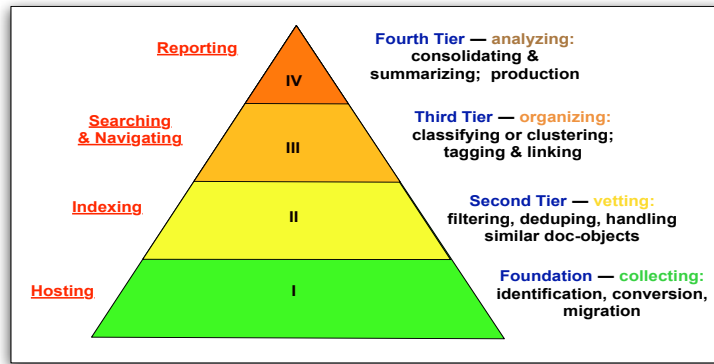 Reporting
Fourth Tier — analyzing:
consolidating &
summarizing; production
IV
Searching
& Navigating
Third Tier — organizing:
classifying or clustering;
tagging & linking
III
Indexing
Second Tier — vetting:
filtering, deduping, handling
similar doc-objects
II
Hosting
Foundation — collecting:
identification, conversion,
migration
I